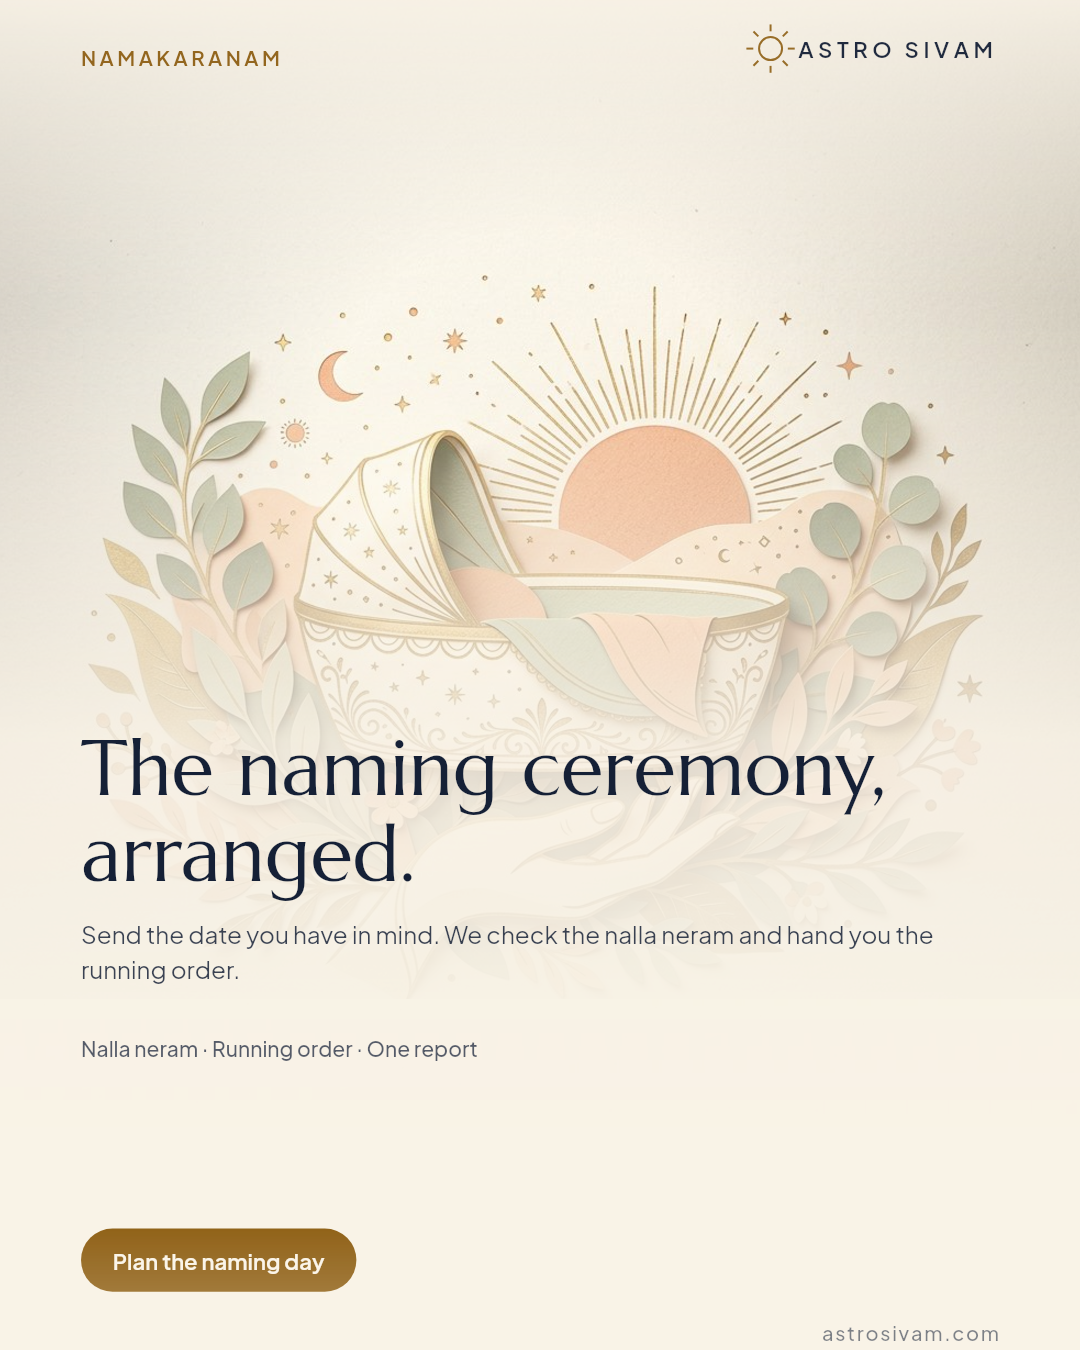 NAMAKARANAM
ASTRO SIVAM
The naming ceremony,
arranged.
Send the date you have in mind. We check the nalla neram and hand you the
running order.
Nalla neram · Running order · One report
Plan the naming day
astrosivam.com